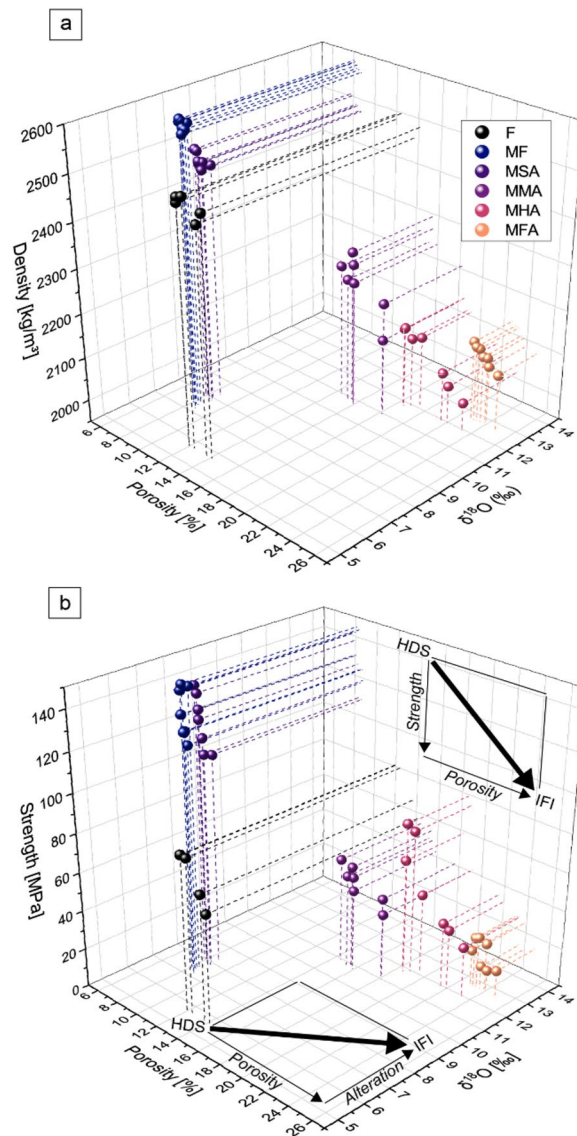 a
2600
2500
2400
2300
2200
2100
2000
Density [kg/m³]
F
MF
MSA
MMA
MHA
MFA
6
8
10
12
14
16
18
20
22
24
26
Porosity [%]
5
6
7
8
9
10
11
12
13
14
δ18O (‰)
b
140
120
100
80
60
40
20
0
Strength [MPa]
HDS
Strength
Porosity
IFI
HDS
Porosity
Alteration
IFI
6
8
10
12
14
16
18
20
22
24
26
Porosity [%]
5
6
7
8
9
10
11
12
13
14
δ18O [‰]